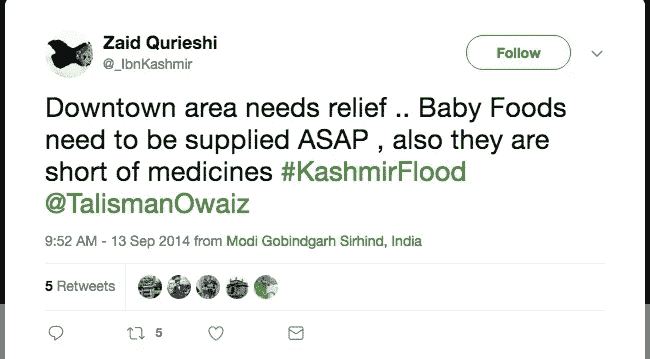 Zaid Qurieshi
@_IbnKashmir
Follow
Downtown area needs relief .. Baby Foods
need to be supplied ASAP , also they are
short of medicines #KashmirFlood
@TalismanOwaiz
9:52 AM - 13 Sep 2014 from Modi Gobindgarh Sirhind, India
5 Retweets
5